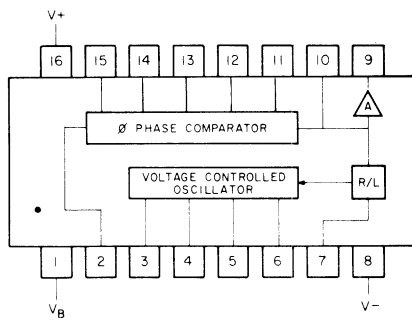 V+
16 15 14 13 12 11 10 9
A
Ø PHASE COMPARATOR
VOLTAGE CONTROLLED
OSCILLATOR
R/L
1 2 3 4 5 6 7 8
VB V-